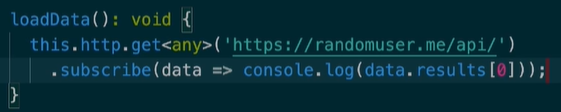 loadData(): void {
  this.http.get<any>('https://randomuser.me/api/')
    .subscribe(data => console.log(data.results[0]));
}